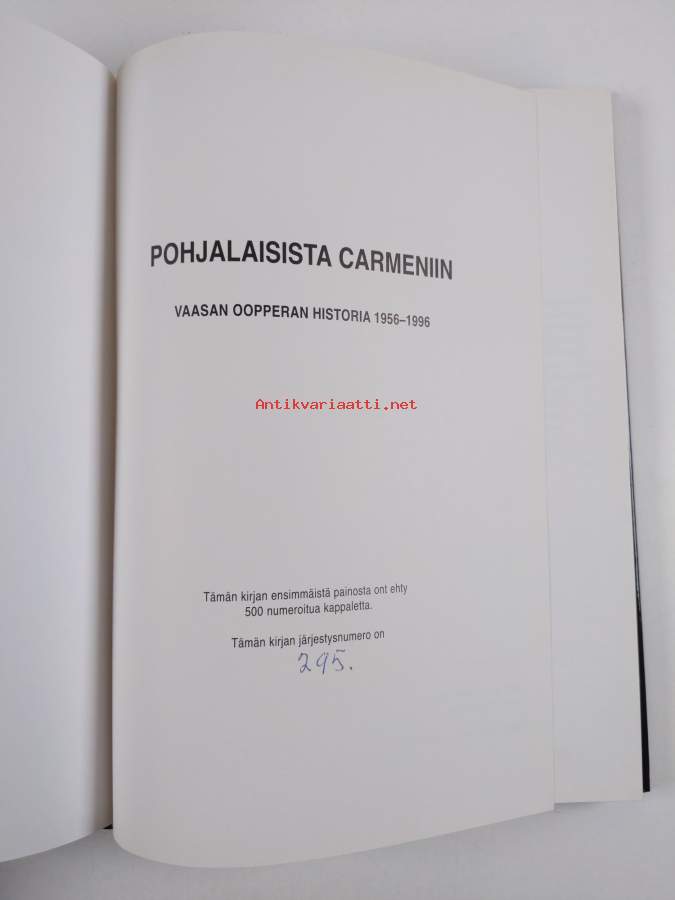 POHJALAISISTA CARMENIIN
VAASAN OOPPERAN HISTORIA 1956–1996
Antikvariaatti.net
Tämän kirjan ensimmäistä painosta ont ehty
500 numeroitua kappaletta.
Tämän kirjan järjestysnumero on
295.